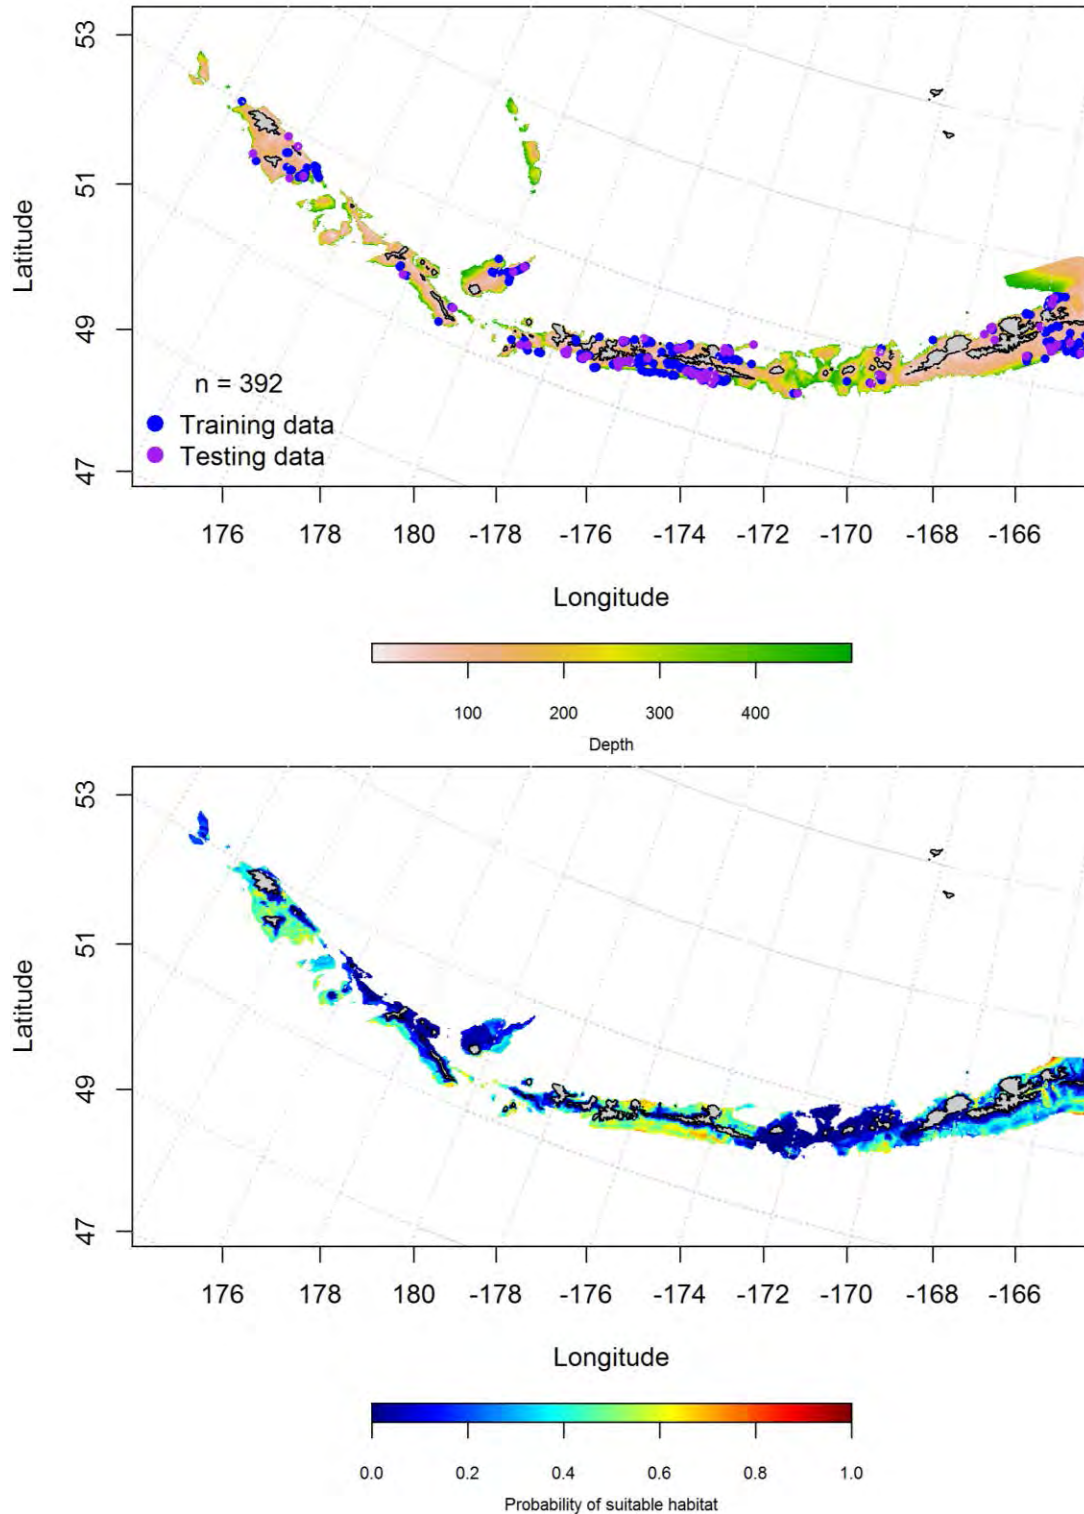 53
51
49
47
Latitude
n = 392
Training data
Testing data
176 178 180 -178 -176 -174 -172 -170 -168 -166
Longitude
100 200 300 400
Depth
53
51
49
47
Latitude
176 178 180 -178 -176 -174 -172 -170 -168 -166
Longitude
0.0 0.2 0.4 0.6 0.8 1.0
Probability of suitable habitat